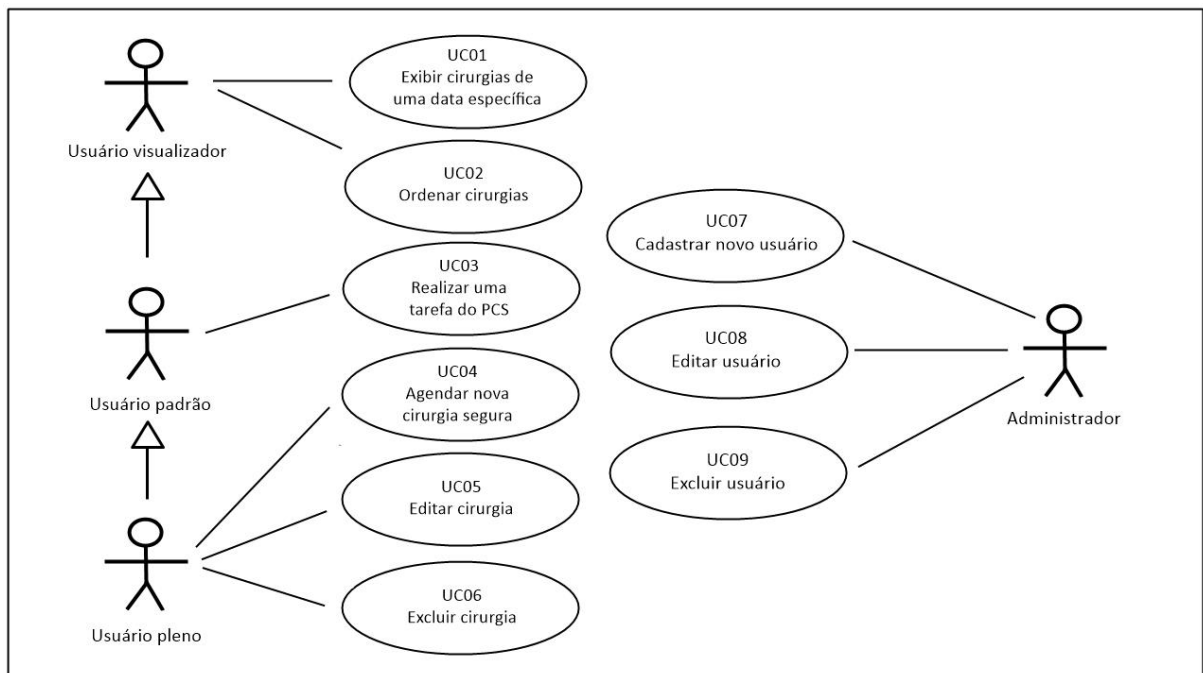 UC01
Exibir cirurgias de
uma data específica
Usuário visualizador
UC02
Ordenar cirurgias
UC03
Realizar uma
tarefa do PCS
Usuário padrão
UC04
Agendar nova
cirurgia segura
UC05
Editar cirurgia
UC06
Excluir cirurgia
Usuário pleno
UC07
Cadastrar novo usuário
UC08
Editar usuário
UC09
Excluir usuário
Administrador